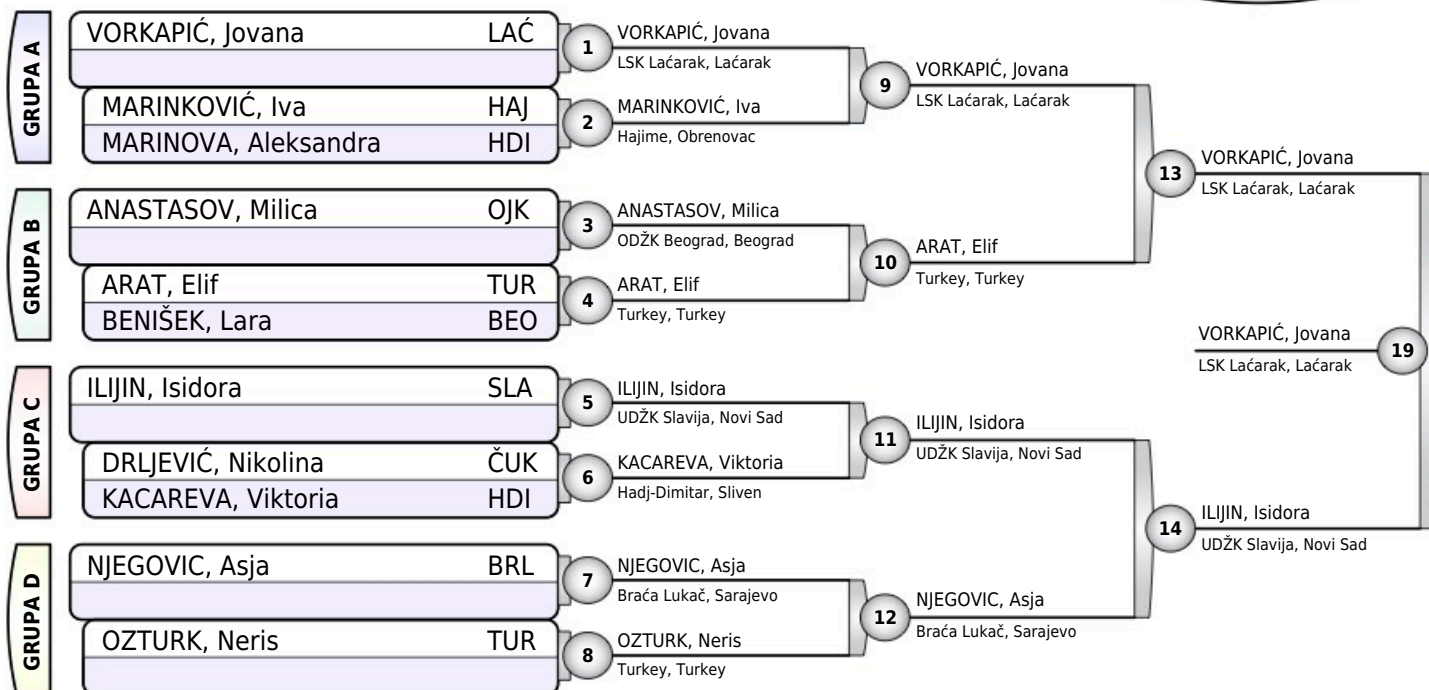 GRUPA A
VORKAPIĆ, Jovana LAĆ
MARINKOVIĆ, Iva HAJ
MARINOVA, Aleksandra HDI
GRUPA B
ANASTASOV, Milica OJK
ARAT, Elif TUR
BENIŠEK, Lara BEO
GRUPA C
ILIJIN, Isidora SLA
DRLJEVIĆ, Nikolina ČUK
KACAREVA, Viktoria HDI
GRUPA D
NJEGOVIC, Asja BRL
OZTURK, Neris TUR
1
VORKAPIĆ, Jovana
LSK Laćarak, Laćarak
2
MARINKOVIĆ, Iva
Hajime, Obrenovac
3
ANASTASOV, Milica
ODŽK Beograd, Beograd
4
ARAT, Elif
Turkey, Turkey
5
ILIJIN, Isidora
UDŽK Slavija, Novi Sad
6
KACAREVA, Viktoria
Hadj-Dimitar, Sliven
7
NJEGOVIC, Asja
Braća Lukač, Sarajevo
8
OZTURK, Neris
Turkey, Turkey
9
VORKAPIĆ, Jovana
LSK Laćarak, Laćarak
10
ARAT, Elif
Turkey, Turkey
11
ILIJIN, Isidora
UDŽK Slavija, Novi Sad
12
NJEGOVIC, Asja
Braća Lukač, Sarajevo
13
VORKAPIĆ, Jovana
LSK Laćarak, Laćarak
14
ILIJIN, Isidora
UDŽK Slavija, Novi Sad
VORKAPIĆ, Jovana
LSK Laćarak, Laćarak
19